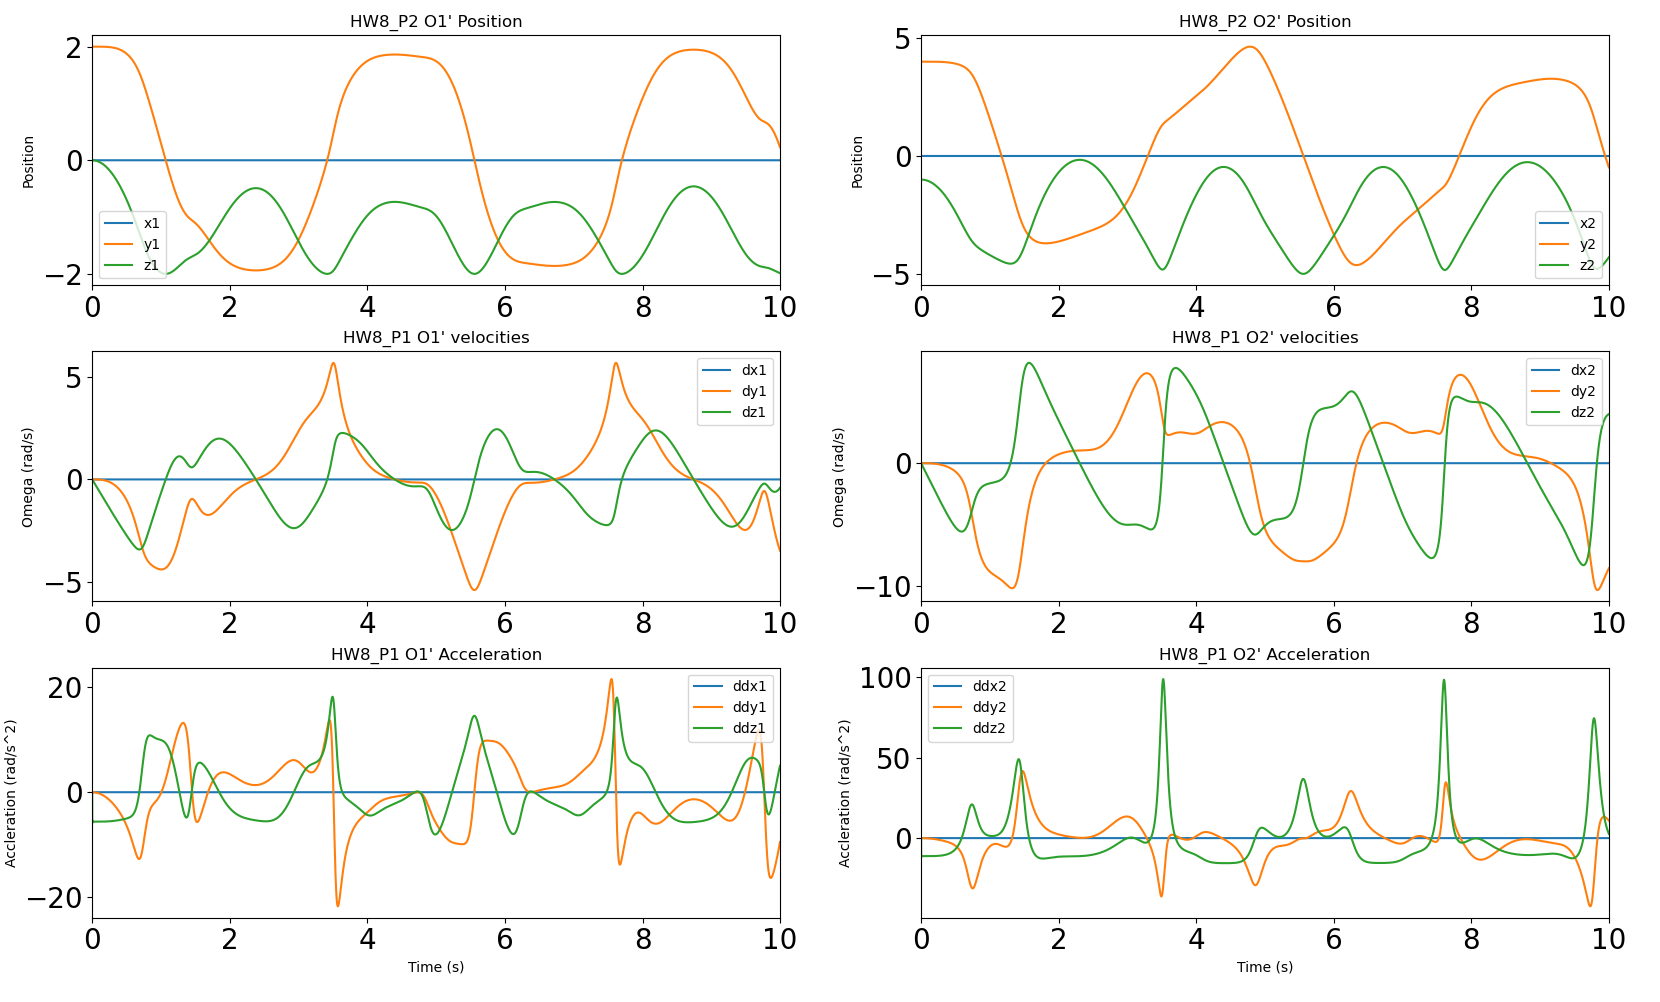 HW8_P2 O1' Position
Position
2
0
−2
x1
y1
z1
0 2 4 6 8 10
HW8_P2 O2' Position
Position
5
0
−5
x2
y2
z2
0 2 4 6 8 10
HW8_P1 O1' velocities
Omega (rad/s)
5
0
−5
dx1
dy1
dz1
0 2 4 6 8 10
HW8_P1 O2' velocities
Omega (rad/s)
0
−10
dx2
dy2
dz2
0 2 4 6 8 10
HW8_P1 O1' Acceleration
Accleration (rad/s^2)
20
0
−20
ddx1
ddy1
ddz1
0 2 4 6 8 10
Time (s)
HW8_P1 O2' Acceleration
Accleration (rad/s^2)
100
50
0
ddx2
ddy2
ddz2
0 2 4 6 8 10
Time (s)